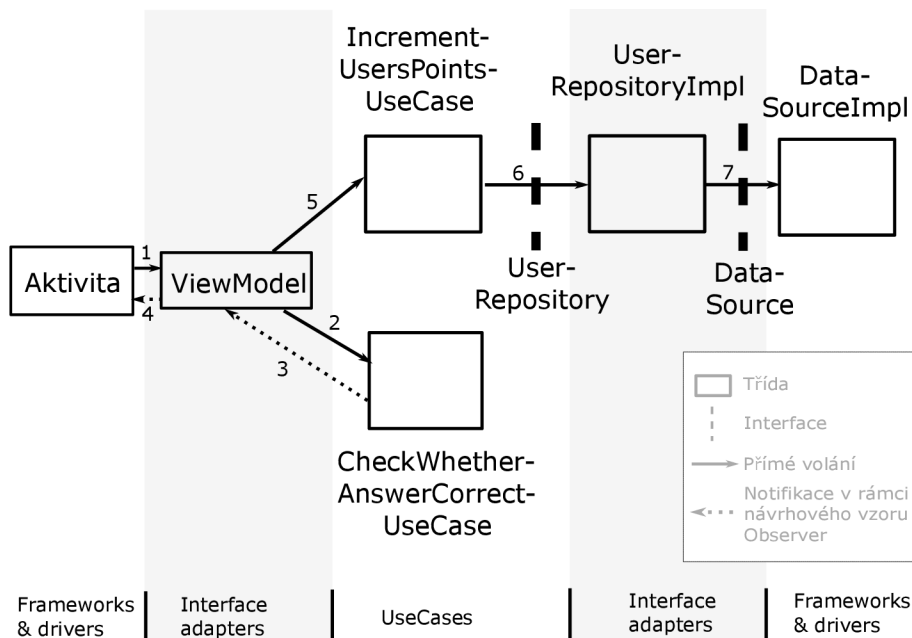 Increment-
UsersPoints-
UseCase
User-
RepositoryImpl
Data-
SourceImpl
5
6
7
1
Aktivita
ViewModel
4
2
3
User-
Repository
Data-
Source
CheckWhether-
AnswerCorrect-
UseCase
Třída
Interface
Přímé volání
Notifikace v rámci
návrhového vzoru
Observer
Frameworks
& drivers
Interface
adapters
UseCases
Interface
adapters
Frameworks
& drivers